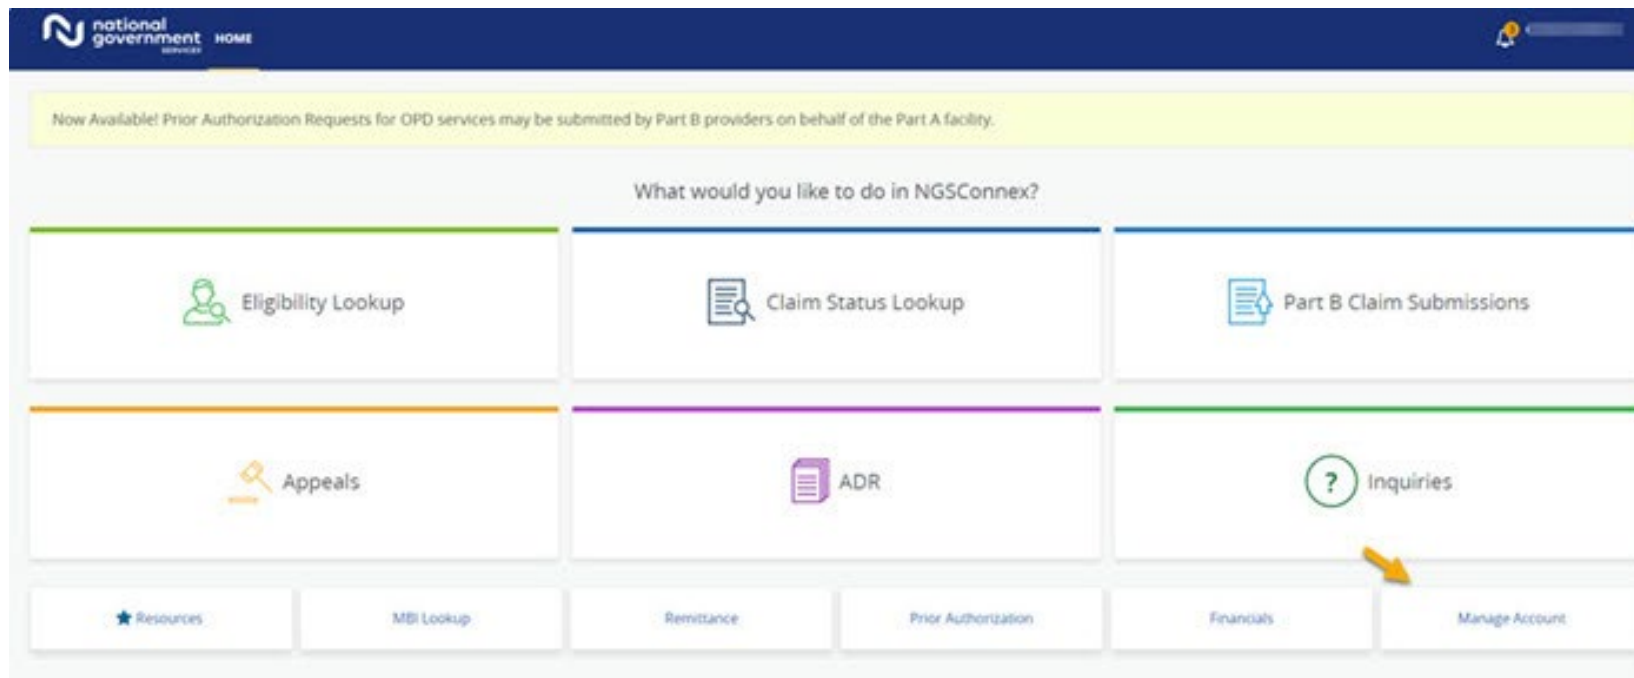 national
government HOME
SERVICES
Now Available! Prior Authorization Requests for OPD services may be submitted by Part B providers on behalf of the Part A facility.
What would you like to do in NGSConnex?
Eligibility Lookup
Claim Status Lookup
Part B Claim Submissions
Appeals
ADR
? Inquiries
Resources
MBI Lookup
Remittance
Prior Authorization
Financials
Manage Account